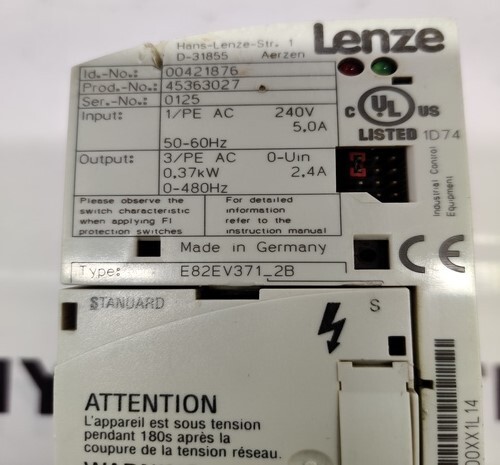 Hans-Lenze-Str. 1
D-31855 Aerzen
Lenze
Id.-No.: 00421876
Prod.-No.: 45363027
Ser.-No.: 0125
Input: 1/PE AC 240V
5.0A
50-60Hz
Output: 3/PE AC 0-Uin
0.37kW 2.4A
0-480Hz
C UL US
LISTED 1D74
Industrial Control
Equipment
Please observe the
switch characteristic
when applying FI
protection switches
For detailed
information
refer to the
instruction manual
Made in Germany
CE
Type: E82EV371_2B
STANDARD S
ATTENTION
L'appareil est sous tension
pendant 180s après la
coupure de la tension réseau.
00XX1L14